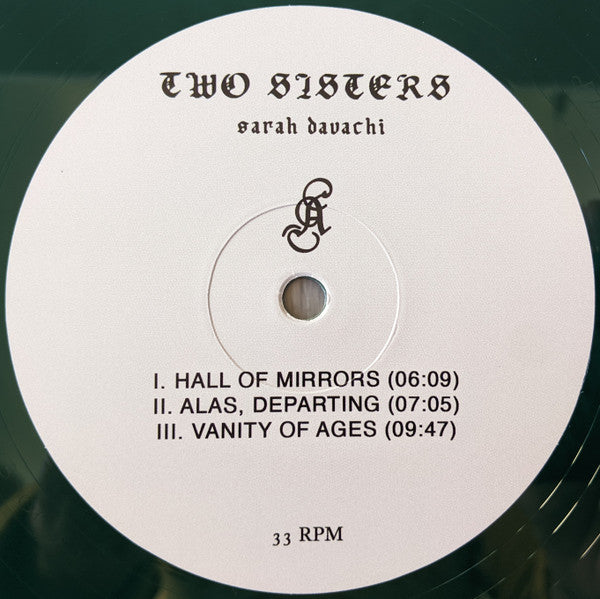 TWO SISTERS
sarah davachi
A
I. HALL OF MIRRORS (06:09)
II. ALAS, DEPARTING (07:05)
III. VANITY OF AGES (09:47)
33 RPM